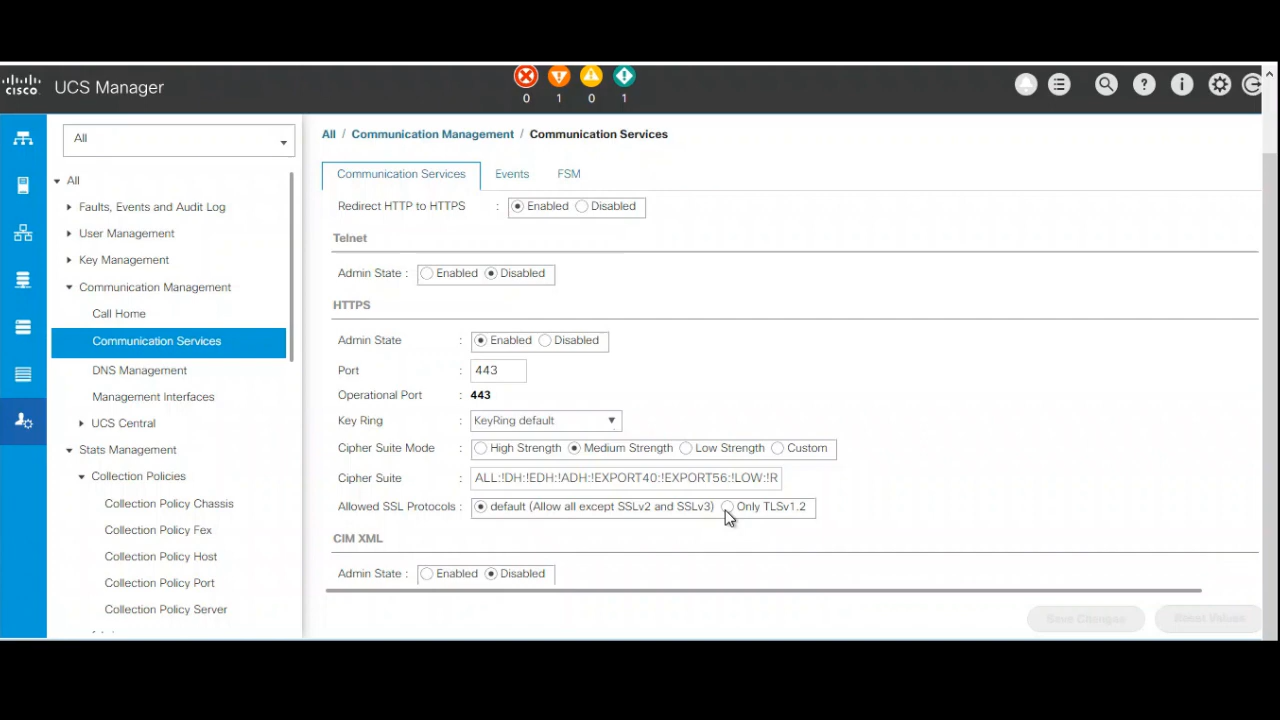 CISCO
UCS Manager
0 1 0 1
All
All / Communication Management / Communication Services
Communication Services Events FSM
All
Faults, Events and Audit Log
User Management
Key Management
Communication Management
Call Home
Communication Services
DNS Management
Management Interfaces
UCS Central
Stats Management
Collection Policies
Collection Policy Chassis
Collection Policy Fex
Collection Policy Host
Collection Policy Port
Collection Policy Server
Redirect HTTP to HTTPS : Enabled Disabled
Telnet
Admin State : Enabled Disabled
HTTPS
Admin State : Enabled Disabled
Port : 443
Operational Port : 443
Key Ring : KeyRing default
Cipher Suite Mode : High Strength Medium Strength Low Strength Custom
Cipher Suite : ALL:!DH:!EDH:!ADH:!EXPORT40:!EXPORT56:!LOW:!R
Allowed SSL Protocols : default (Allow all except SSLv2 and SSLv3) Only TLSv1.2
CIM XML
Admin State : Enabled Disabled
Save Changes Reset Values